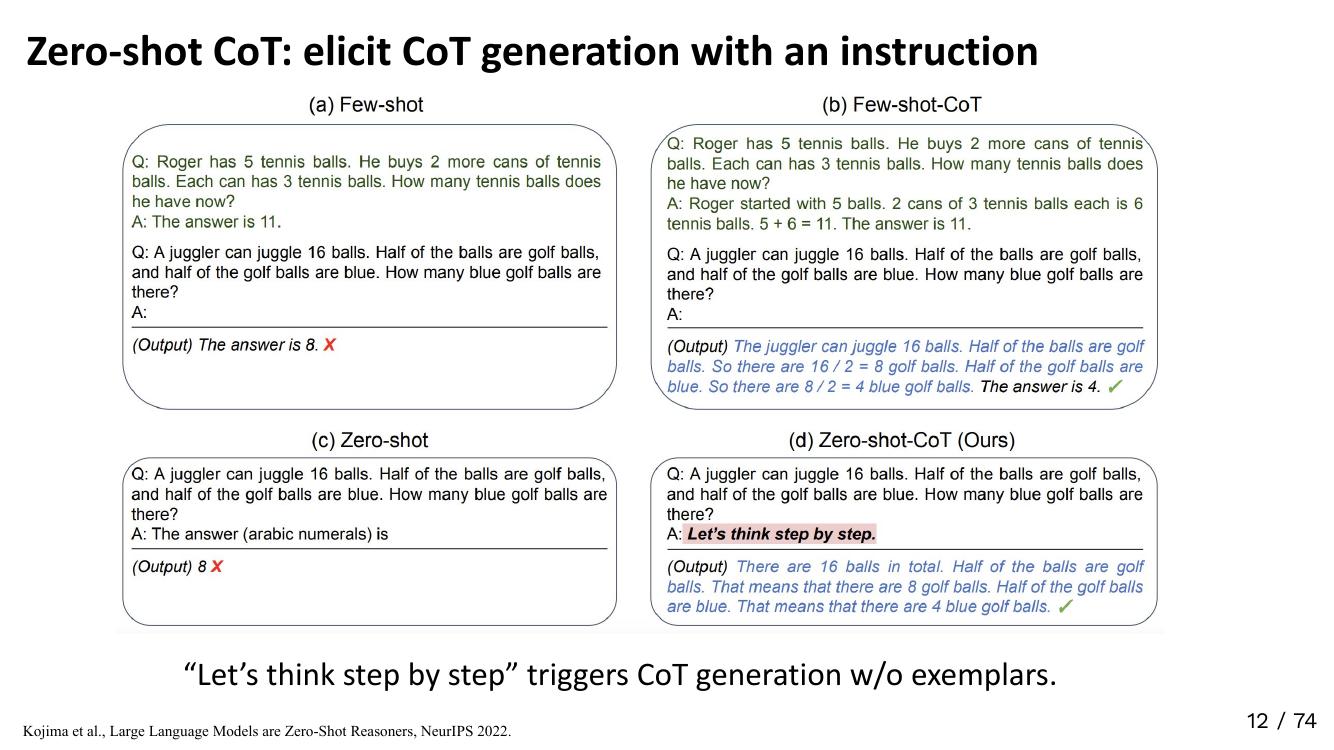 Zero-shot CoT: elicit CoT generation with an instruction
(a) Few-shot
Q: Roger has 5 tennis balls. He buys 2 more cans of tennis
balls. Each can has 3 tennis balls. How many tennis balls does
he have now?
A: The answer is 11.
Q: A juggler can juggle 16 balls. Half of the balls are golf balls,
and half of the golf balls are blue. How many blue golf balls are
there?
A:
(Output) The answer is 8. ✗
(b) Few-shot-CoT
Q: Roger has 5 tennis balls. He buys 2 more cans of tennis
balls. Each can has 3 tennis balls. How many tennis balls does
he have now?
A: Roger started with 5 balls. 2 cans of 3 tennis balls each is 6
tennis balls. 5 + 6 = 11. The answer is 11.
Q: A juggler can juggle 16 balls. Half of the balls are golf balls,
and half of the golf balls are blue. How many blue golf balls are
there?
A:
(Output) The juggler can juggle 16 balls. Half of the balls are golf
balls. So there are 16 / 2 = 8 golf balls. Half of the golf balls are
blue. So there are 8 / 2 = 4 blue golf balls. The answer is 4. ✓
(c) Zero-shot
Q: A juggler can juggle 16 balls. Half of the balls are golf balls,
and half of the golf balls are blue. How many blue golf balls are
there?
A: The answer (arabic numerals) is
(Output) 8 ✗
(d) Zero-shot-CoT (Ours)
Q: A juggler can juggle 16 balls. Half of the balls are golf balls,
and half of the golf balls are blue. How many blue golf balls are
there?
A: Let's think step by step.
(Output) There are 16 balls in total. Half of the balls are golf
balls. That means that there are 8 golf balls. Half of the golf balls
are blue. That means that there are 4 blue golf balls. ✓
“Let’s think step by step” triggers CoT generation w/o exemplars.
Kojima et al., Large Language Models are Zero-Shot Reasoners, NeurIPS 2022.
12 / 74